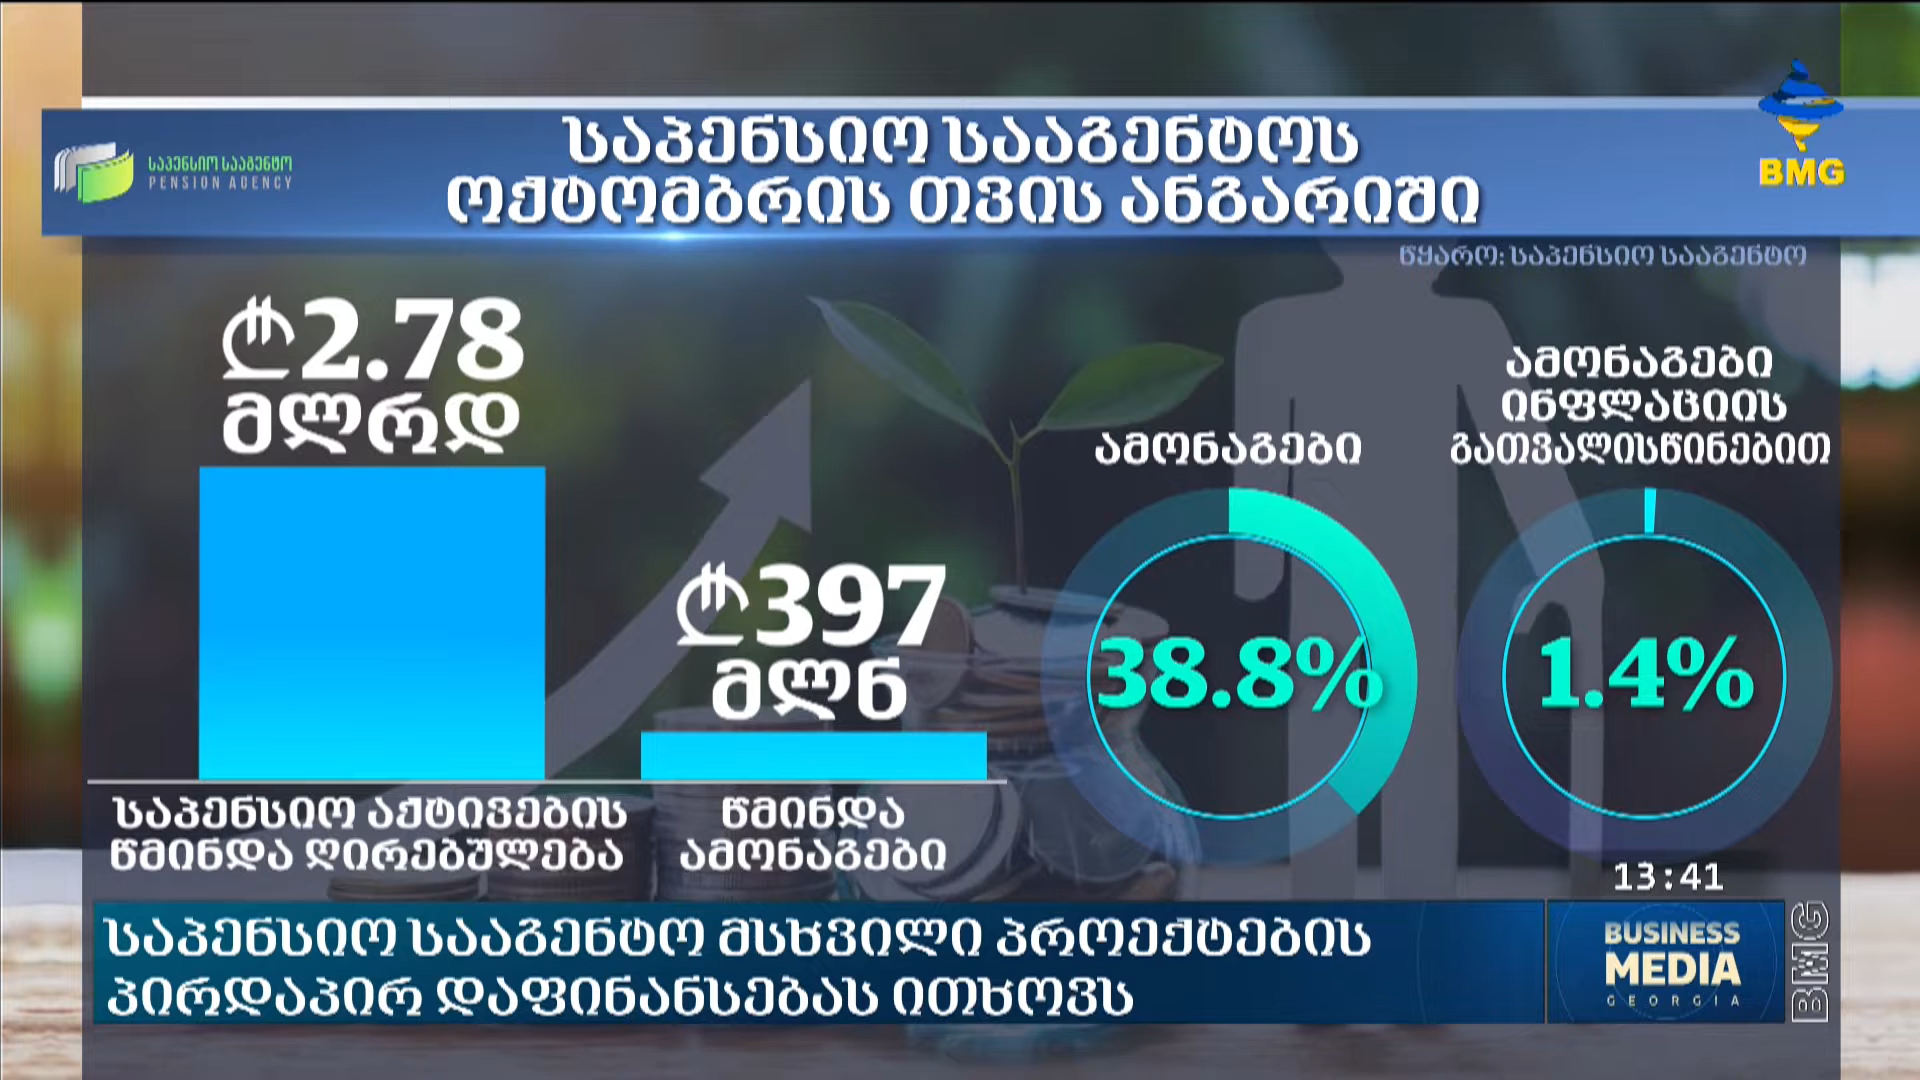 საპენსიო სააგენტოს
ოქტომბრის თვის ანგარიში
საპენსიო სააგენტო
PENSION AGENCY
BMG
წყარო: საპენსიო სააგენტო
₾2.78
მლრდ
₾397
მლნ
საპენსიო აქტივების
წმინდა ღირებულება
წმინდა
ამონაგები
ამონაგები
38.8%
ამონაგები
ინფლაციის
გათვალისწინებით
1.4%
13:41
საპენსიო სააგენტო მსხვილი პროექტების
პირდაპირ დაფინანსებას ითხოვს
BUSINESS
MEDIA
GEORGIA
BMG